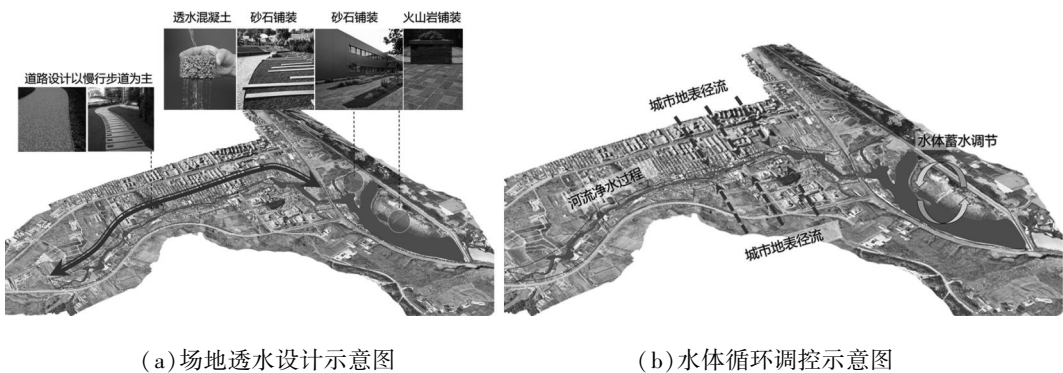 透水混凝土
砂石铺装
砂石铺装
火山岩铺装
道路设计以慢行步道为主
城市地表径流
水体蓄水调节
河流净水过程
城市地表径流
(a)场地透水设计示意图
(b)水体循环调控示意图